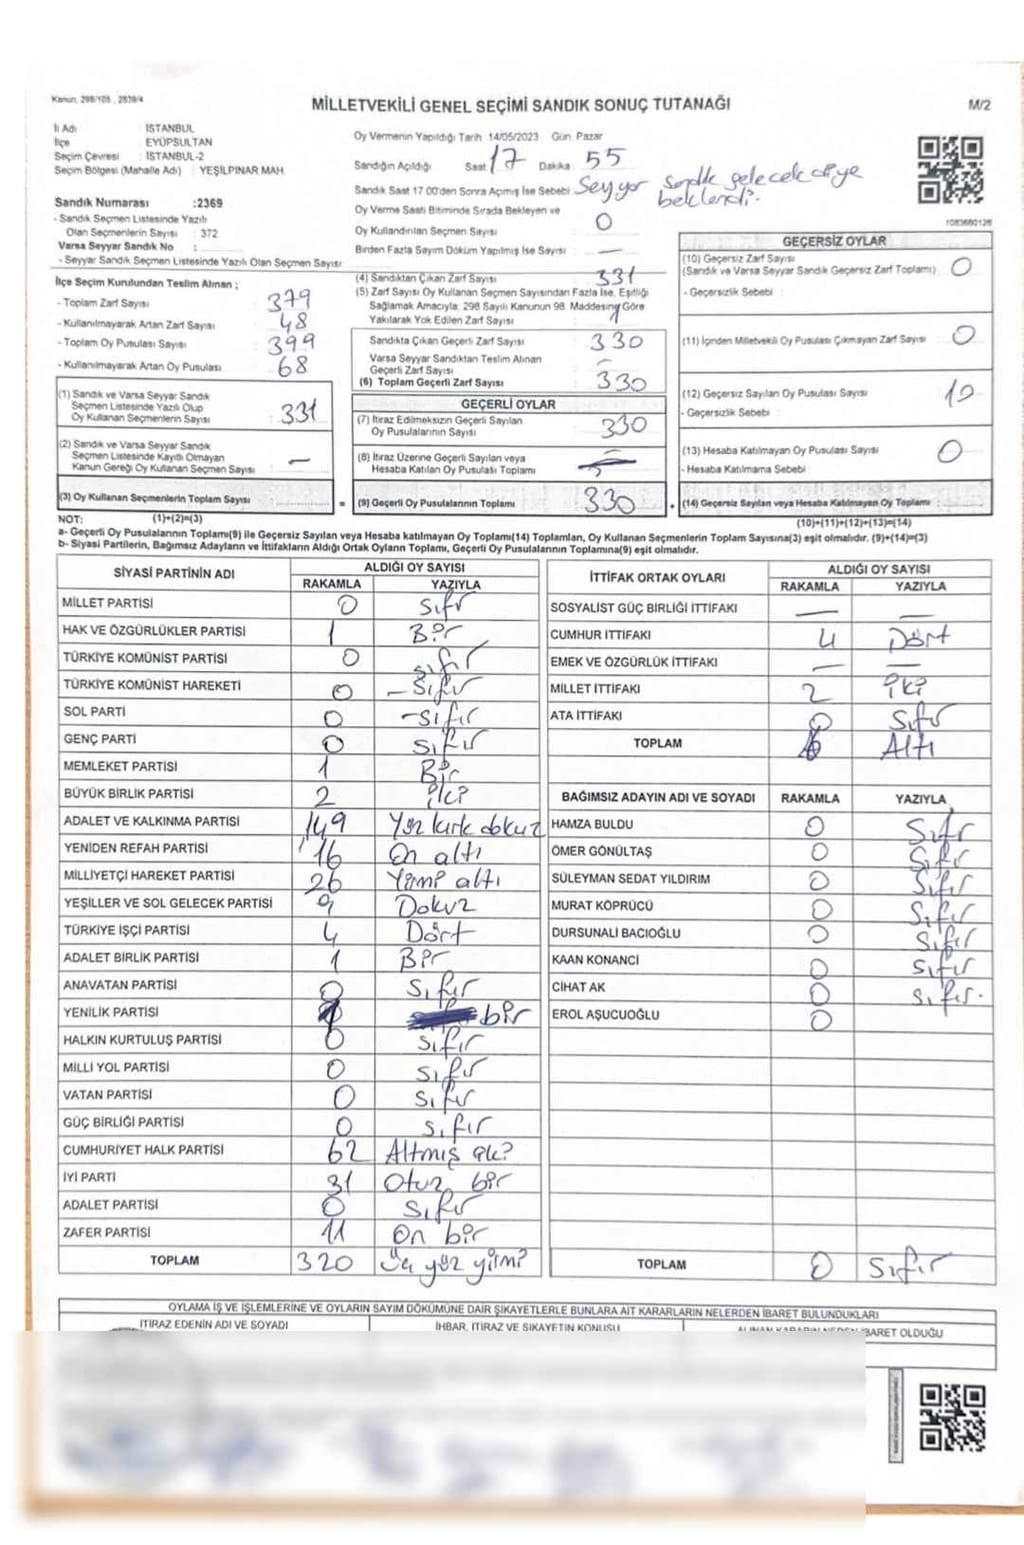 Kanun, 298/105 , 2839/4
MİLLETVEKİLİ GENEL SEÇİMİ SANDIK SONUÇ TUTANAĞI
M/2
İl Adı : İSTANBUL
İlçe : EYÜPSULTAN
Seçim Çevresi : İSTANBUL-2
Seçim Bölgesi (Mahalle Adı) : YEŞİLPINAR MAH.
Sandık Numarası :2369
- Sandık Seçmen Listesinde Yazılı
Olan Seçmenlerin Sayısı : 372
Varsa Seyyar Sandık No :
- Seyyar Sandık Seçmen Listesinde Yazılı Olan Seçmen Sayısı
Oy Vermenin Yapıldığı Tarih 14/05/2023 Gün: Pazar
Sandığın Açıldığı Saat 17 Dakika 55
Sandık Saat 17.00'den Sonra Açımış İse Sebebi Seyyar sandık gelecek diye
beklendi.
Oy Verme Saati Bitiminde Sırada Bekleyen ve
Oy Kullandırılan Seçmen Sayısı 0
Birden Fazla Sayım Döküm Yapılmış İse Sayısı —
1083680126
İlçe Seçim Kurulundan Teslim Alınan ;
- Toplam Zarf Sayısı 379
- Kullanılmayarak Artan Zarf Sayısı 48
- Toplam Oy Pusulası Sayısı 399
- Kullanılmayarak Artan Oy Pusulası 68
(1) Sandık ve Varsa Seyyar Sandık
Seçmen Listesinde Yazılı Olup
Oy Kullanan Seçmenlerin Sayısı 331
(2) Sandık ve Varsa Seyyar Sandık
Seçmen Listesinde Kayıtlı Olmayan
Kanun Gereği Oy Kullanan Seçmen Sayısı —
(3) Oy Kullanan Seçmenlerin Toplam Sayısı =
(4) Sandıktan Çıkan Zarf Sayısı 331
(5) Zarf Sayısı Oy Kullanan Seçmen Sayısından Fazla İse, Eşitliği
Sağlamak Amacıyla; 298 Sayılı Kanunun 98. Maddesine Göre
Yakılarak Yok Edilen Zarf Sayısı 1
Sandıkta Çıkan Geçerli Zarf Sayısı 330
Varsa Seyyar Sandıktan Teslim Alınan
Geçerli Zarf Sayısı —
(6) Toplam Geçerli Zarf Sayısı 330
GEÇERLİ OYLAR
(7) İtiraz Edilmeksizin Geçerli Sayılan
Oy Pusulalarının Sayısı 330
(8) İtiraz Üzerine Geçerli Sayılan veya
Hesaba Katılan Oy Pusulası Toplamı
(9) Geçerli Oy Pusulalarının Toplamı 330 +
GEÇERSİZ OYLAR
(10) Geçersiz Zarf Sayısı
(Sandık ve Varsa Seyyar Sandık Geçersiz Zarf Toplamı) 0
- Geçersizlik Sebebi :
(11) İçinden Milletvekili Oy Pusulası Çıkmayan Zarf Sayısı 0
(12) Geçersiz Sayılan Oy Pusulası Sayısı 10
- Geçersizlik Sebebi :
(13) Hesaba Katılmayan Oy Pusulası Sayısı 0
- Hesaba Katılmama Sebebi
(14) Geçersiz Sayılan veya Hesaba Katılmayan Oy Toplamı
NOT: (1)+(2)=(3)
(10)+(11)+(12)+(13)=(14)
a- Geçerli Oy Pusulalarının Toplamı(9) ile Geçersiz Sayılan veya Hesaba katılmayan Oy Toplamı(14) Toplamları, Oy Kullanan Seçmenlerin Toplam Sayısına(3) eşit olmalıdır. (9)+(14)=(3)
b- Siyasi Partilerin, Bağımsız Adayların ve İttifakların Aldığı Ortak Oyların Toplamı, Geçerli Oy Pusulalarının Toplamına(9) eşit olmalıdır.
SİYASİ PARTİNİN ADI ALDIĞI OY SAYISI
RAKAMLA YAZIYLA
MİLLET PARTİSİ 0 Sıfır
HAK VE ÖZGÜRLÜKLER PARTİSİ 1 Bir
TÜRKİYE KOMÜNİST PARTİSİ 0 sıfır
TÜRKİYE KOMÜNİST HAREKETİ 0 - Sıfır
SOL PARTİ 0 - sıfır
GENÇ PARTİ 0 sıfır
MEMLEKET PARTİSİ 1 Bir
BÜYÜK BİRLİK PARTİSİ 2 iki
ADALET VE KALKINMA PARTİSİ 149 Yüz kırk dokuz
YENİDEN REFAH PARTİSİ 16 On altı
MİLLİYETÇİ HAREKET PARTİSİ 26 Yirmi altı
YEŞİLLER VE SOL GELECEK PARTİSİ 9 Dokuz
TÜRKİYE İŞÇİ PARTİSİ 4 Dört
ADALET BİRLİK PARTİSİ 1 Bir
ANAVATAN PARTİSİ 0 Sıfır
YENİLİK PARTİSİ 1 bir
HALKIN KURTULUŞ PARTİSİ 0 sıfır
MİLLİ YOL PARTİSİ 0 sıfır
VATAN PARTİSİ 0 sıfır
GÜÇ BİRLİĞİ PARTİSİ 0 sıfır
CUMHURİYET HALK PARTİSİ 62 Altmış iki
İYİ PARTİ 31 Otuz bir
ADALET PARTİSİ 0 sıfır
ZAFER PARTİSİ 11 On bir
TOPLAM 320 Üç yüz yirmi
İTTİFAK ORTAK OYLARI ALDIĞI OY SAYISI
RAKAMLA YAZIYLA
SOSYALİST GÜÇ BİRLİĞİ İTTİFAKI — —
CUMHUR İTTİFAKI 4 Dört
EMEK VE ÖZGÜRLÜK İTTİFAKI — —
MİLLET İTTİFAKI 2 iki
ATA İTTİFAKI 0 Sıfır
TOPLAM 6 Altı
BAĞIMSIZ ADAYIN ADI VE SOYADI RAKAMLA YAZIYLA
HAMZA BULDU 0 Sıfır
ÖMER GÖNÜLTAŞ 0 Sıfır
SÜLEYMAN SEDAT YILDIRIM 0 Sıfır
MURAT KÖPRÜCÜ 0 Sıfır
DURSUNALİ BACIOĞLU 0 Sıfır
KAAN KONANCI 0 Sıfır
CİHAT AK 0 Sıfır.
EROL AŞUCUOĞLU 0
TOPLAM 0 Sıfır
OYLAMA İŞ VE İŞLEMLERİNE VE OYLARIN SAYIM DÖKÜMÜNE DAİR ŞİKAYETLERLE BUNLARA AİT KARARLARIN NELERDEN İBARET BULUNDUKLARI
İTİRAZ EDENİN ADI VE SOYADI İHBAR, İTİRAZ VE ŞİKAYETİN KONUSU ALINAN KARARIN NEDEN İBARET OLDUĞU